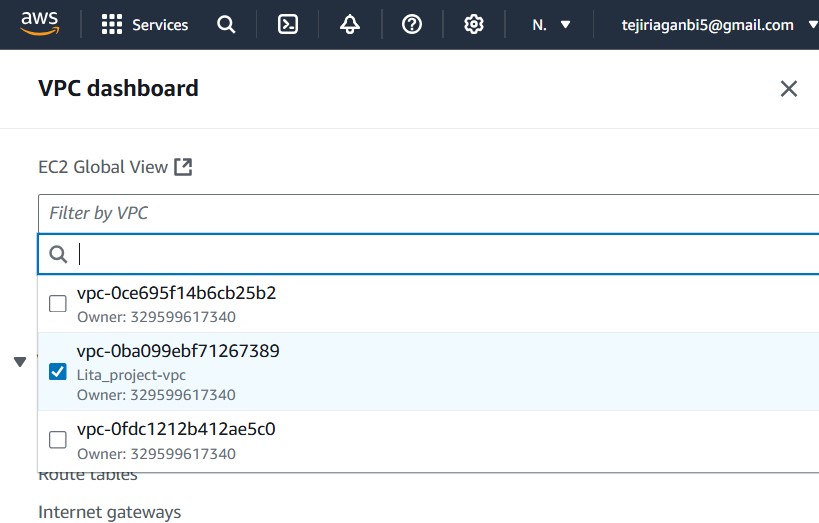 aws
Services
N.
tejiriaganbi5@gmail.com
VPC dashboard
EC2 Global View
Filter by VPC
vpc-0ce695f14b6cb25b2
Owner: 329599617340
vpc-0ba099ebf71267389
Lita_project-vpc
Owner: 329599617340
vpc-0fdc1212b412ae5c0
Owner: 329599617340
Route tables
Internet gateways